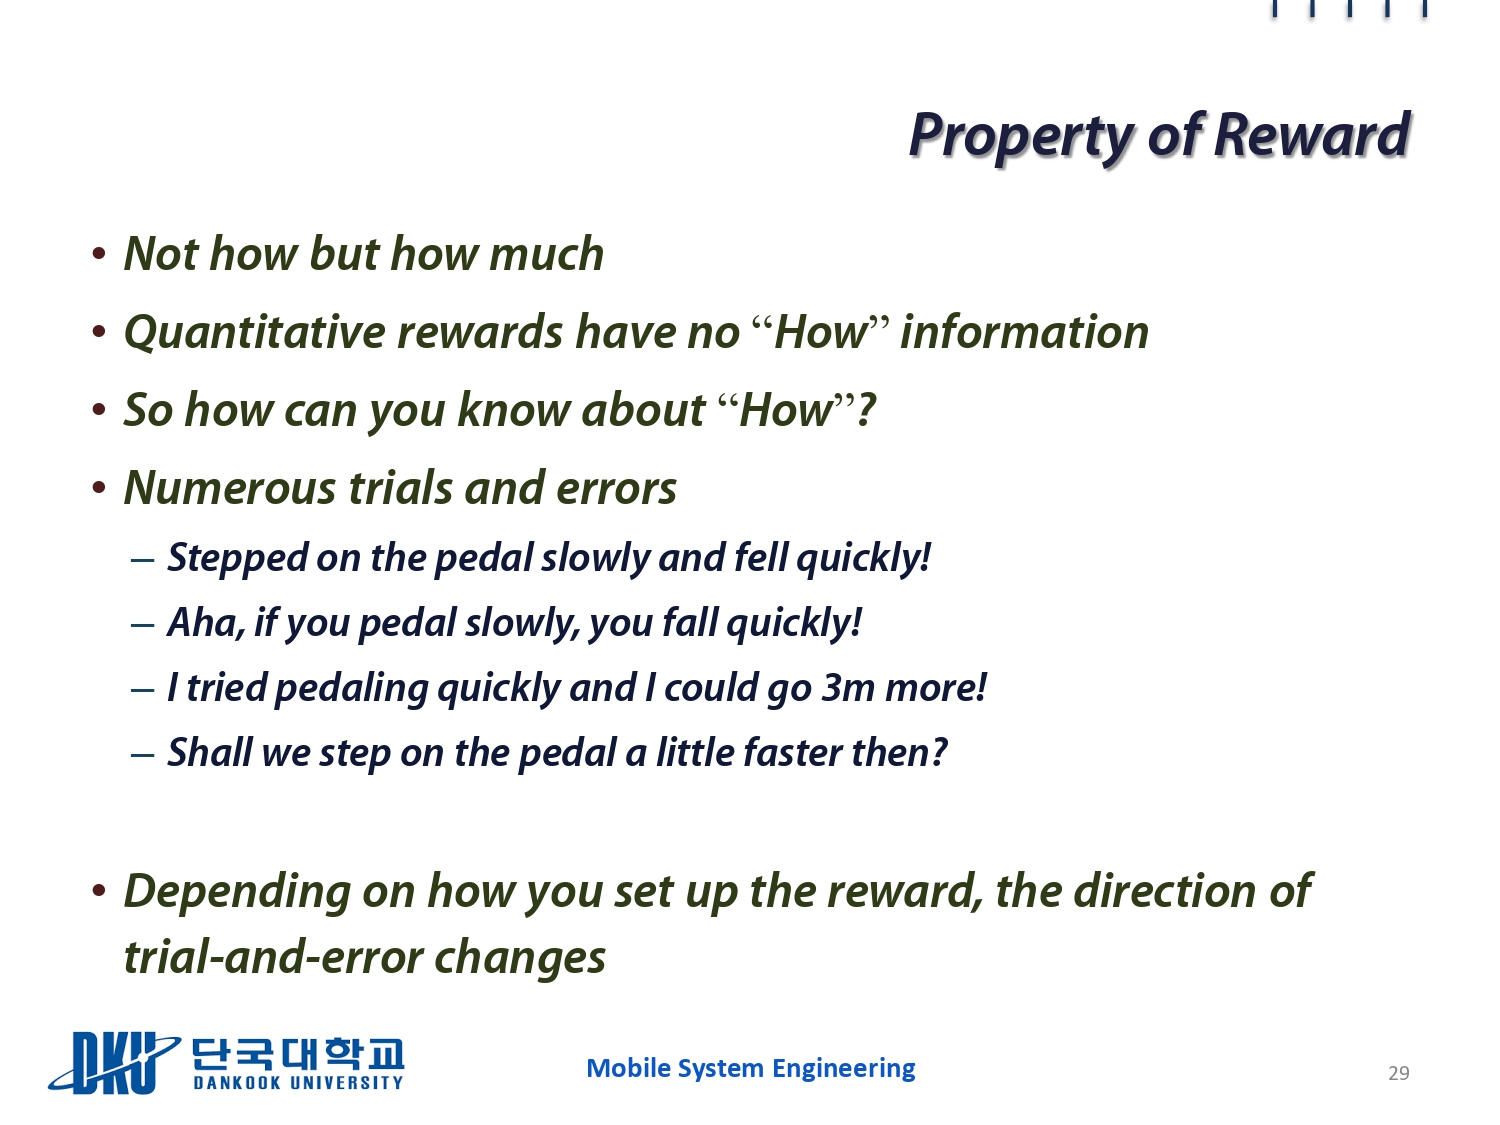 Property of Reward
• Not how but how much
• Quantitative rewards have no “How” information
• So how can you know about “How”?
• Numerous trials and errors
– Stepped on the pedal slowly and fell quickly!
– Aha, if you pedal slowly, you fall quickly!
– I tried pedaling quickly and I could go 3m more!
– Shall we step on the pedal a little faster then?
• Depending on how you set up the reward, the direction of
trial-and-error changes
DKU 단국대학교
DANKOOK UNIVERSITY
Mobile System Engineering
29